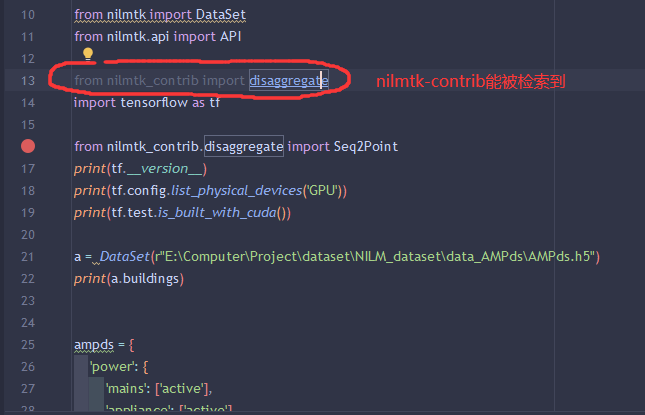 10 from nilmtk import DataSet
11 from nilmtk.api import API
12
13 from nilmtk_contrib import disaggregate nilmtk-contrib能被检索到
14 import tensorflow as tf
15
from nilmtk_contrib.disaggregate import Seq2Point
17 print(tf.__version__)
18 print(tf.config.list_physical_devices('GPU'))
19 print(tf.test.is_built_with_cuda())
20
21 a = DataSet(r"E:\Computer\Project\dataset\NILM_dataset\data_AMPds\AMPds.h5")
22 print(a.buildings)
23
24
25 ampds = {
26 'power': {
27 'mains': ['active'],
28 'appliance': ['active']